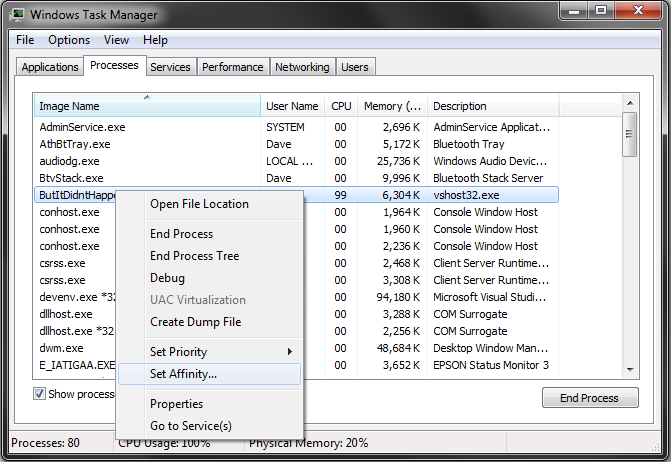 Windows Task Manager
File Options View Help
Applications Processes Services Performance Networking Users
Image Name User Name CPU Memory (... Description
AdminService.exe SYSTEM 00 2,696 K AdminService Applicat...
AthBtTray.exe Dave 00 5,172 K Bluetooth Tray
audiodg.exe LOCAL ... 00 25,736 K Windows Audio Devic...
BtvStack.exe Dave 00 9,996 K Bluetooth Stack Server
ButItDidntHappe 99 6,304 K vshost32.exe
conhost.exe 00 1,964 K Console Window Host
conhost.exe 00 1,960 K Console Window Host
conhost.exe 00 2,236 K Console Window Host
csrss.exe 00 2,468 K Client Server Runtime...
csrss.exe 00 3,308 K Client Server Runtime...
devenv.exe *32 00 94,180 K Microsoft Visual Studi...
dllhost.exe 00 3,288 K COM Surrogate
dllhost.exe *32 00 2,256 K COM Surrogate
dwm.exe 00 48,684 K Desktop Window Man...
E_IATIGAA.EXE 00 3,652 K EPSON Status Monitor 3
Open File Location
End Process
End Process Tree
Debug
UAC Virtualization
Create Dump File
Set Priority
Set Affinity...
Properties
Go to Service(s)
Show processe
End Process
Processes: 80 CPU Usage: 100% Physical Memory: 20%